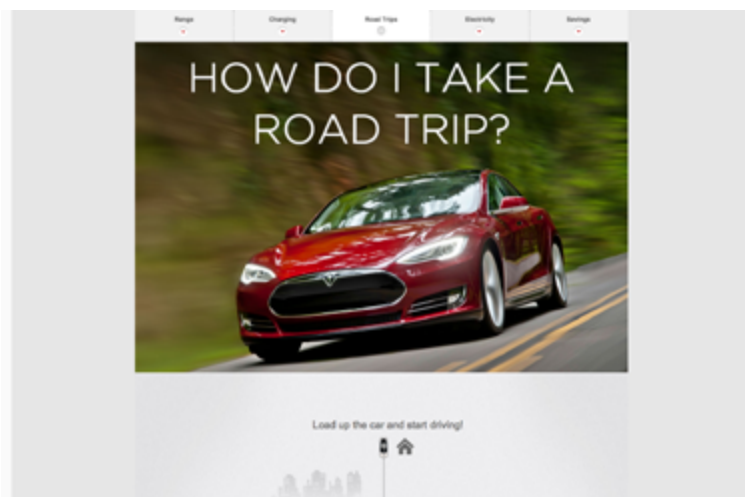 Range
Charging
Road Trips
Electricity
Savings
HOW DO I TAKE A
ROAD TRIP?
Load up the car and start driving!